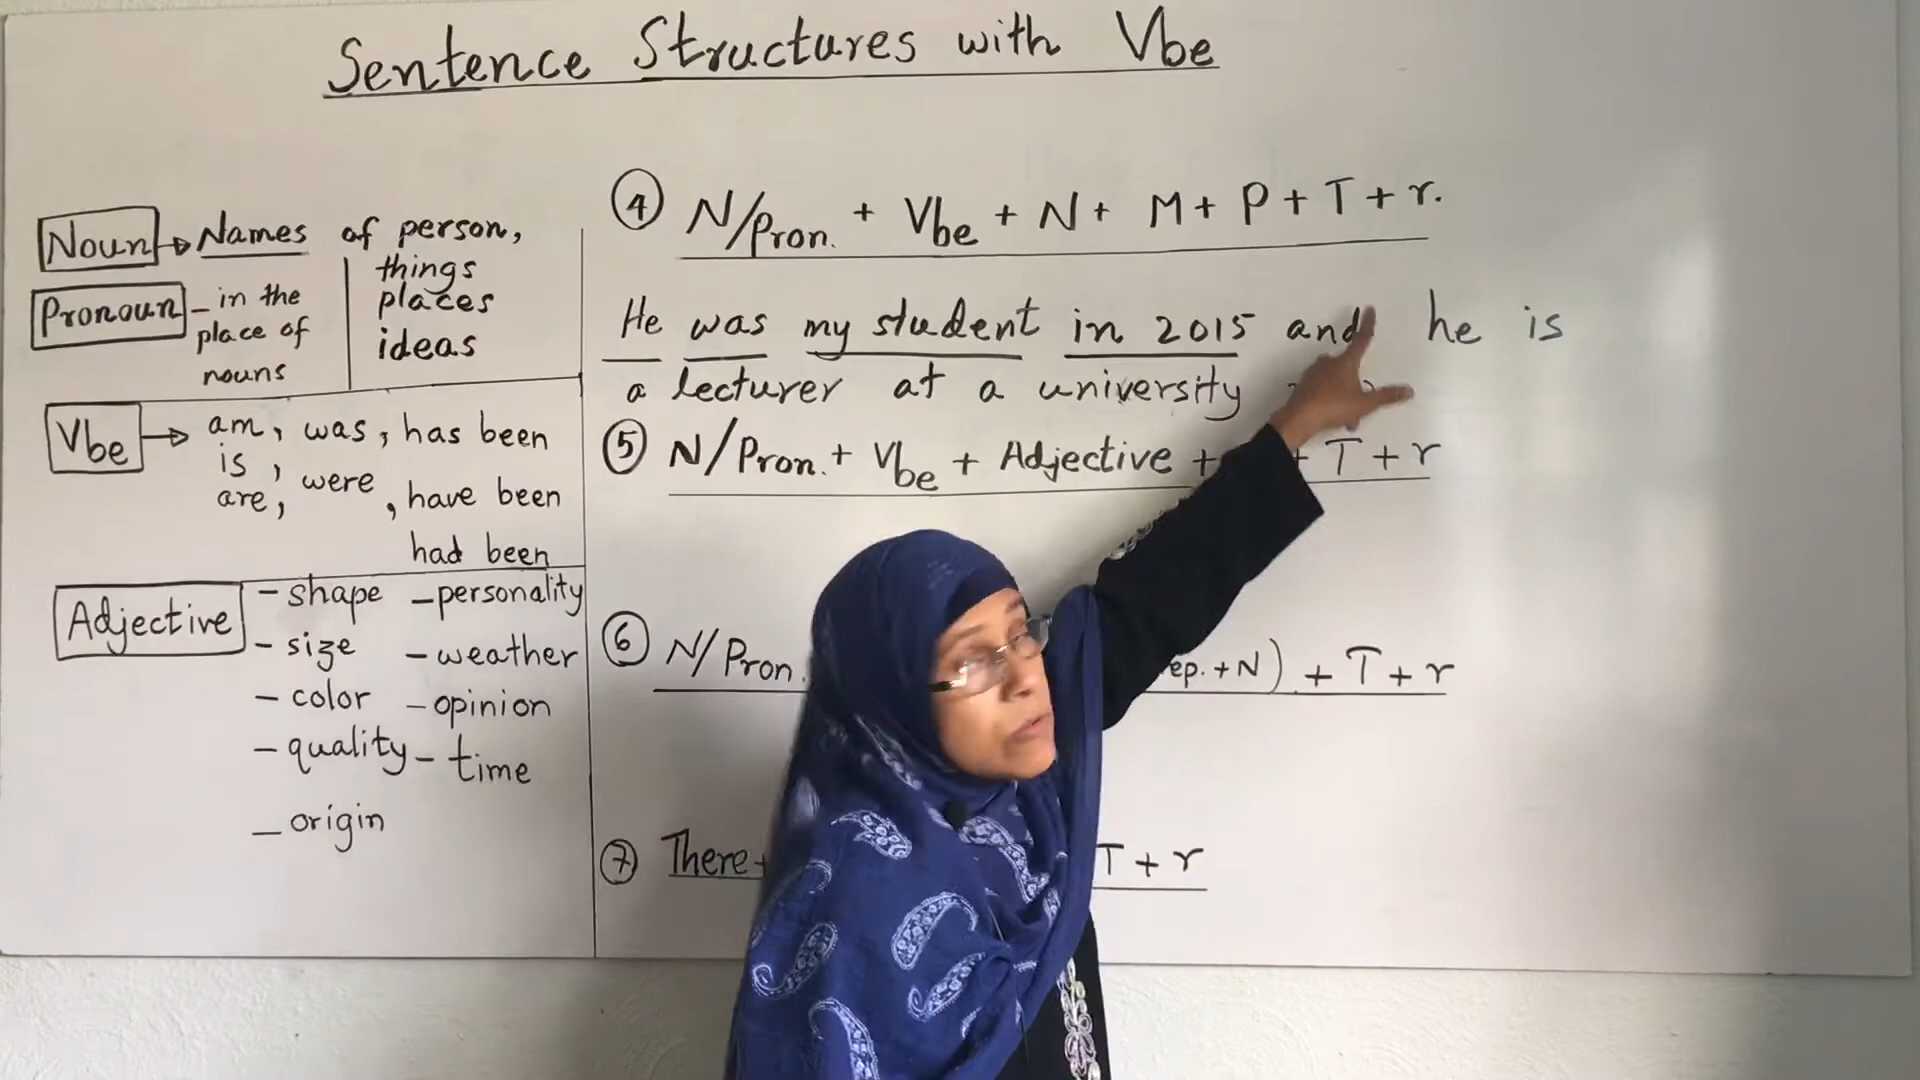 Sentence Structures with Vbe
Noun → Names of person,
things
places
ideas
Pronoun - in the
place of
nouns
Vbe → am, was, has been
is, were
are, , have been
had been
Adjective
- shape
- size
- color
- quality
- origin
- personality
- weather
- opinion
- time
④ N/Pron. + Vbe + N + M + P + T + r.
He was my student in 2015 and he is
a lecturer at a university
⑤ N/Pron. + Vbe + Adjective + + T + r
⑥ N/Pron. ep. + N) + T + r
⑦ There + T + r